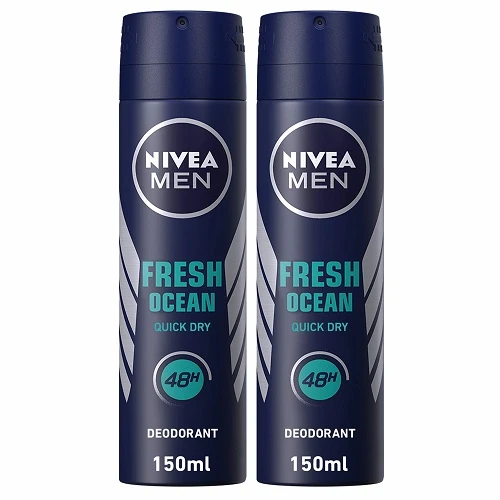 NIVEA
MEN
FRESH
OCEAN
QUICK DRY
48H
DEODORANT
150ml
NIVEA
MEN
FRESH
OCEAN
QUICK DRY
48H
DEODORANT
150ml